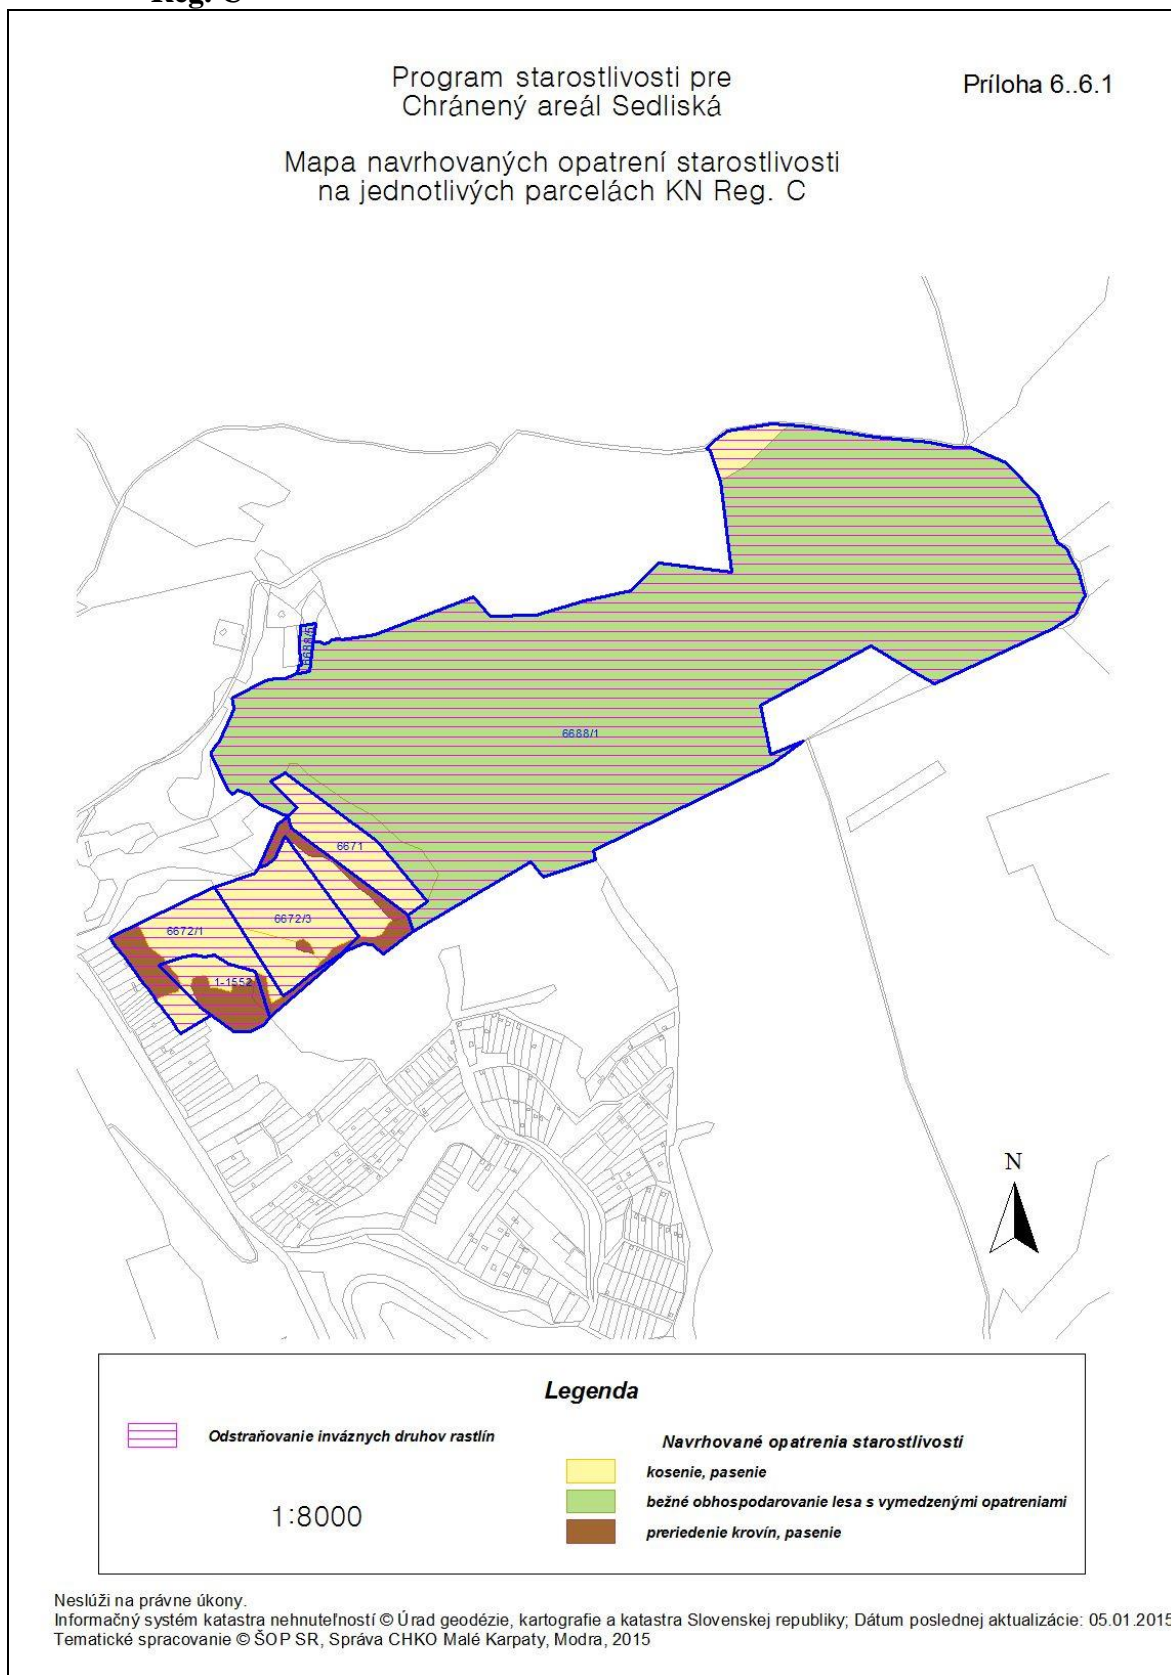 Reg. C
Program starostlivosti pre
Chránený areál Sedliská
Príloha 6..6.1
Mapa navrhovaných opatrení starostlivosti
na jednotlivých parcelách KN Reg. C
6688/5
6688/1
6671
6672/3
6672/1
1-1552
N
Legenda
Odstraňovanie inváznych druhov rastlín
Navrhované opatrenia starostlivosti
kosenie, pasenie
bežné obhospodarovanie lesa s vymedzenými opatreniami
1:8000
preriedenie krovín, pasenie
Neslúži na právne úkony.
Informačný systém katastra nehnuteľností © Úrad geodézie, kartografie a katastra Slovenskej republiky; Dátum poslednej aktualizácie: 05.01.2015
Tematické spracovanie © ŠOP SR, Správa CHKO Malé Karpaty, Modra, 2015